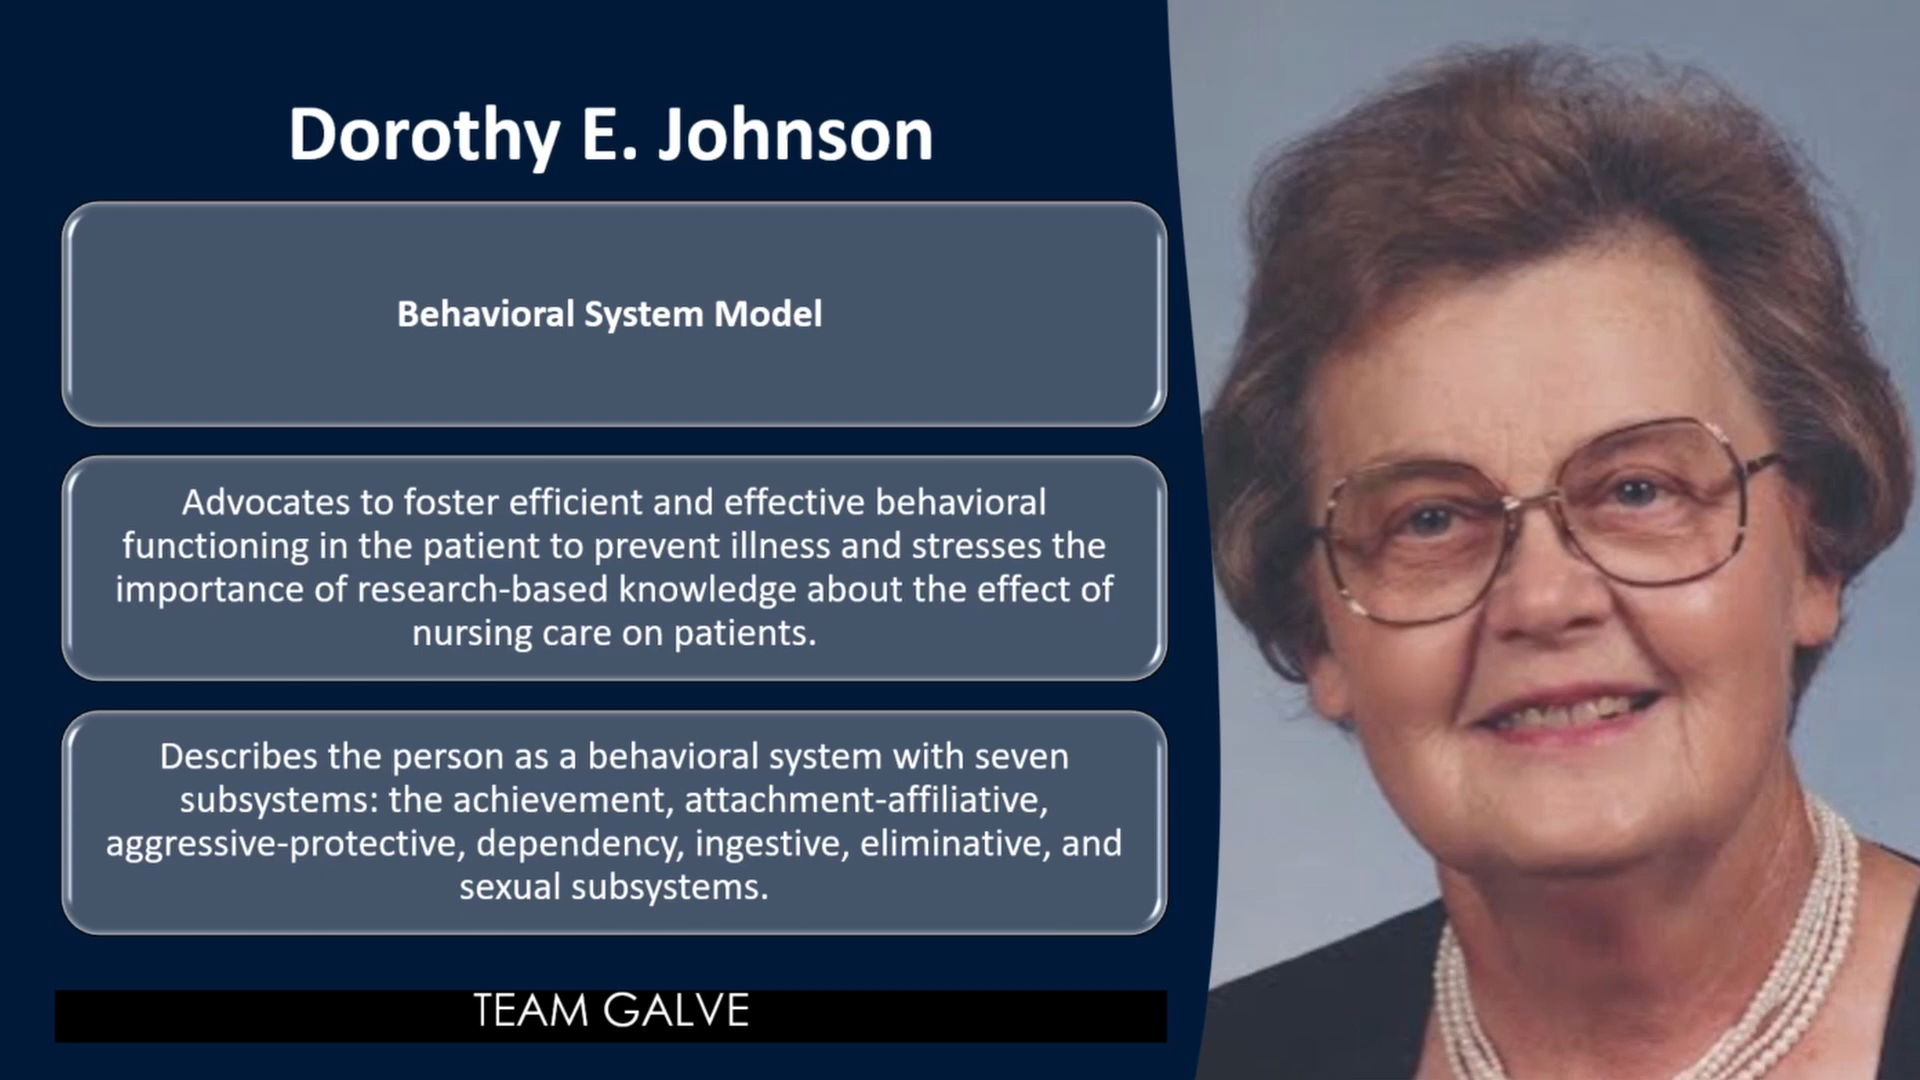 Dorothy E. Johnson
Behavioral System Model
Advocates to foster efficient and effective behavioral
functioning in the patient to prevent illness and stresses the
importance of research-based knowledge about the effect of
nursing care on patients.
Describes the person as a behavioral system with seven
subsystems: the achievement, attachment-affiliative,
aggressive-protective, dependency, ingestive, eliminative, and
sexual subsystems.
TEAM GALVE